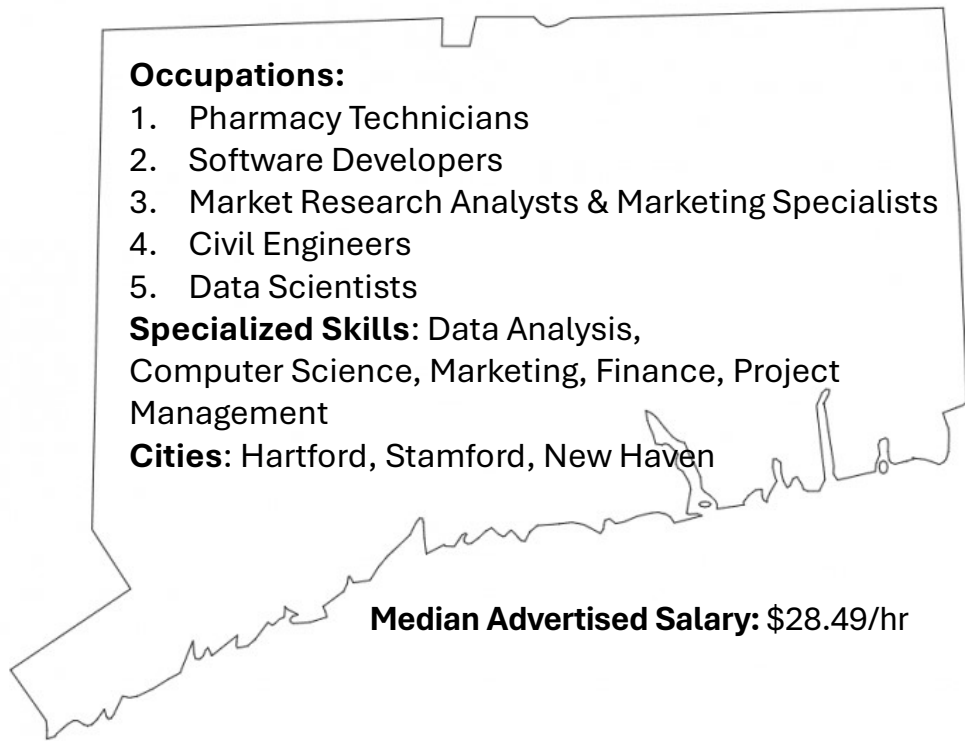 Occupations:
1. Pharmacy Technicians
2. Software Developers
3. Market Research Analysts & Marketing Specialists
4. Civil Engineers
5. Data Scientists
Specialized Skills: Data Analysis,
Computer Science, Marketing, Finance, Project
Management
Cities: Hartford, Stamford, New Haven
Median Advertised Salary: $28.49/hr